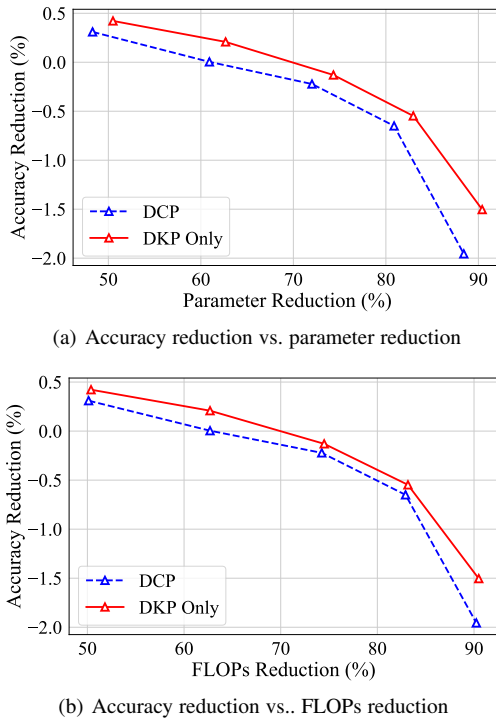 0.5
0.0
−0.5
−1.0
−1.5
−2.0
Accuracy Reduction (%)
DCP
DKP Only
50 60 70 80 90
Parameter Reduction (%)
(a) Accuracy reduction vs. parameter reduction
0.5
0.0
−0.5
−1.0
−1.5
−2.0
Accuracy Reduction (%)
DCP
DKP Only
50 60 70 80 90
FLOPs Reduction (%)
(b) Accuracy reduction vs.. FLOPs reduction